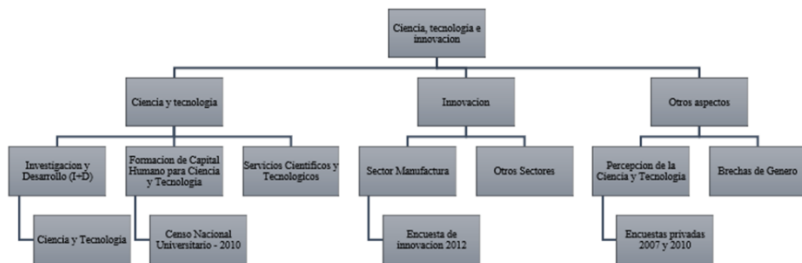 Ciencia, tecnologia e
innovacion
Ciencia y tecnologia
Innovacion
Otros aspectos
Investigacion y
Desarrollo (I+D)
Formacion de Capital
Humano para Ciencia
y Tecnologia
Servicios Cientificos y
Tecnologicos
Sector Manufactura
Otros Sectores
Percepcion de la
Ciencia y Tecnologia
Brechas de Genero
Ciencia y Tecnologia
Censo Nacional
Universitario - 2010
Encuesta de
innovacion 2012
Encuestas privadas
2007 y 2010